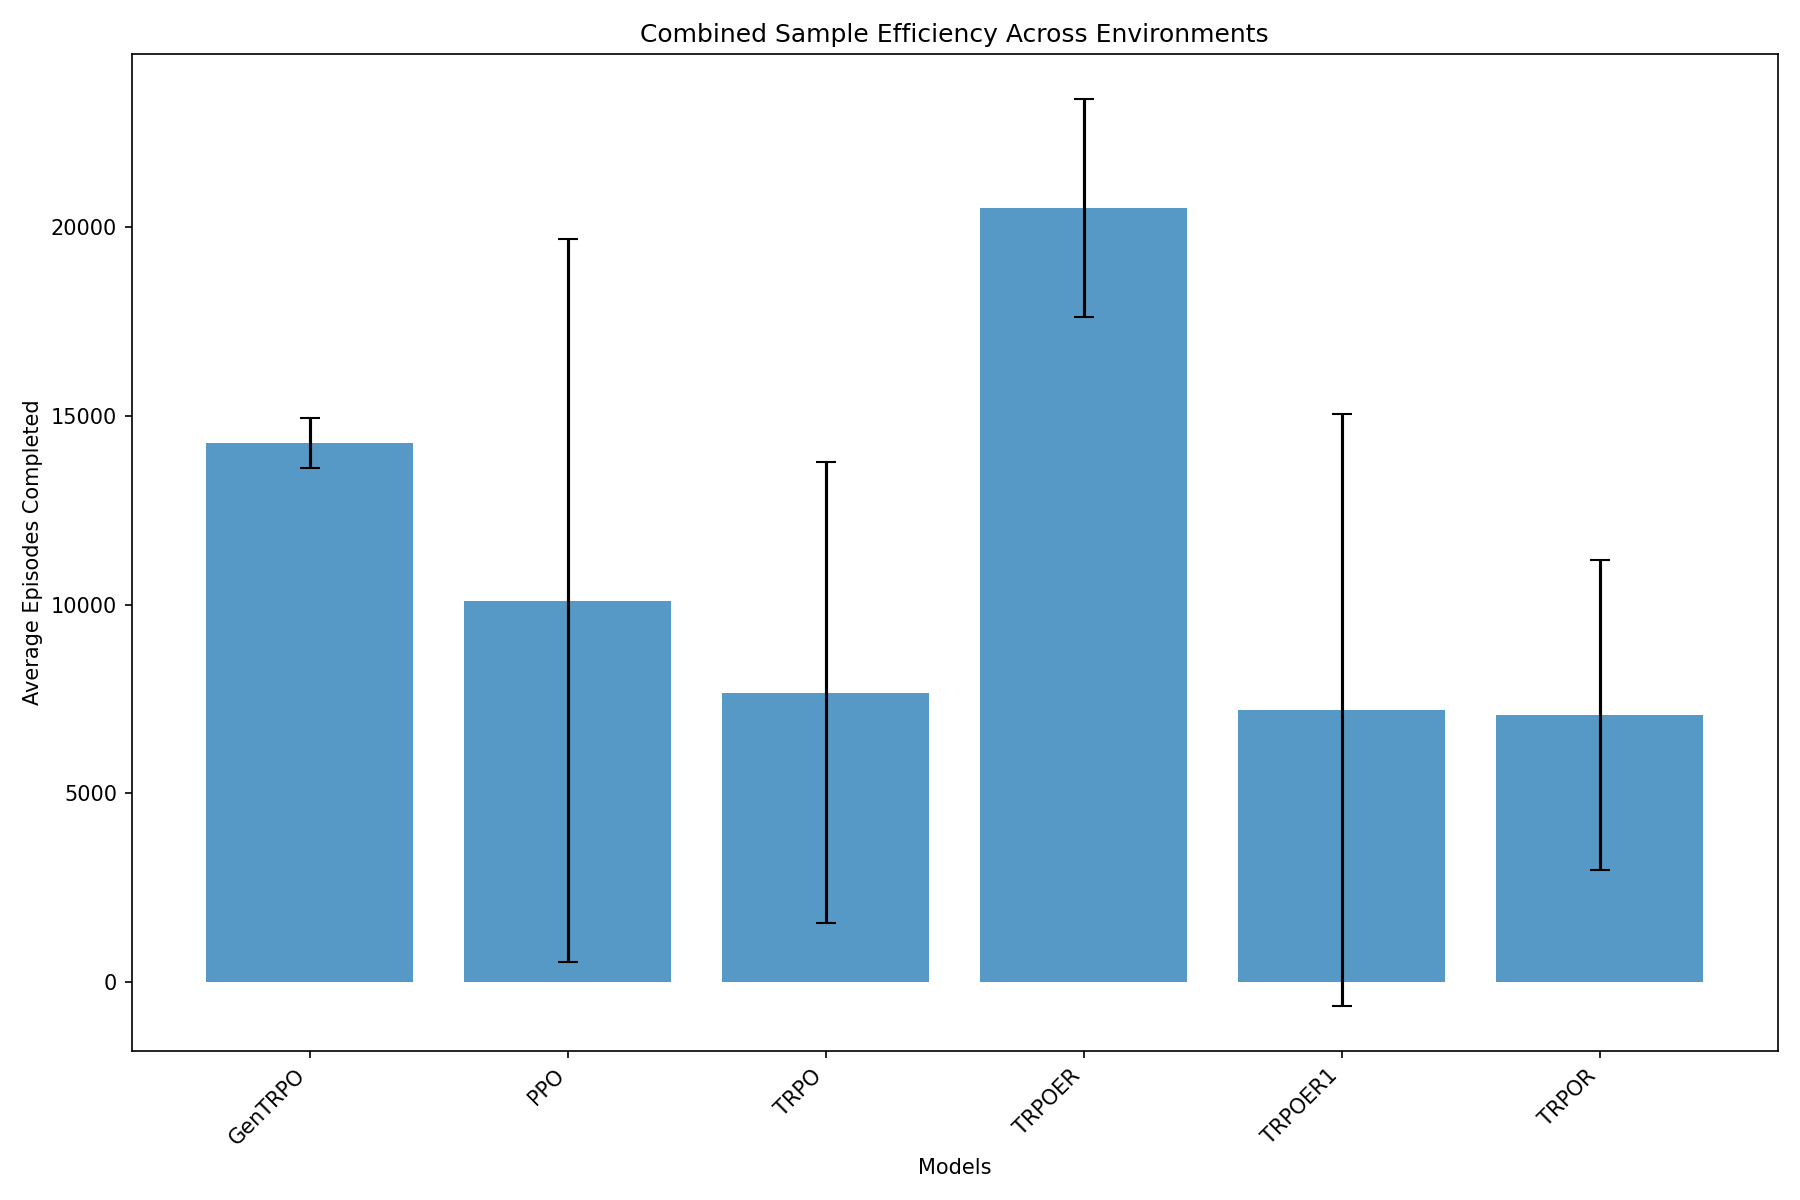 Combined Sample Efficiency Across Environments
Average Episodes Completed
20000
15000
10000
5000
0
GenTRPO
PPO
TRPO
TRPOER
TRPOER1
TRPOR
Models